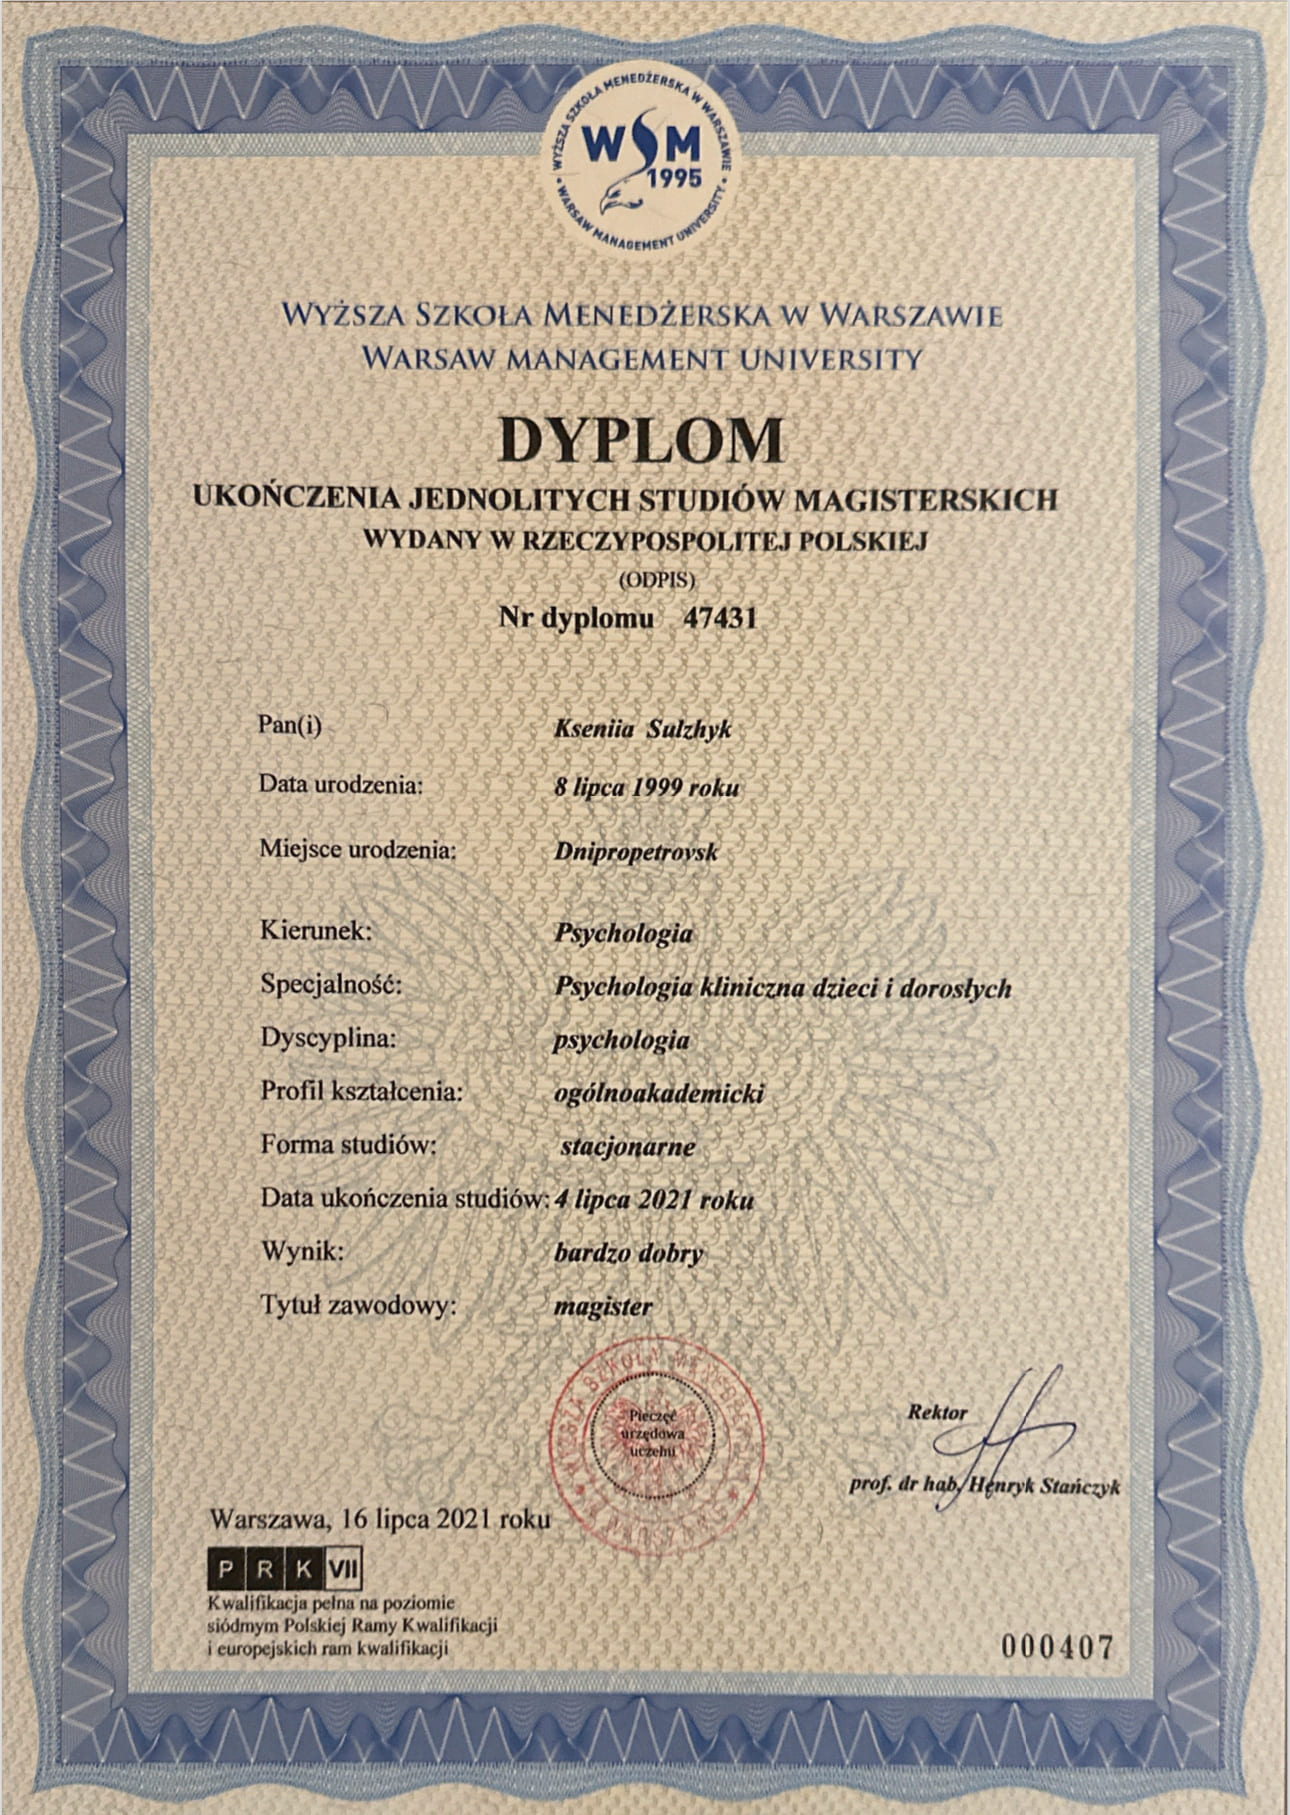 WYŻSZA SZKOŁA MENEDŻERSKA W WARSZAWIE
WSM
1995
WARSAW MANAGEMENT UNIVERSITY
WYŻSZA SZKOŁA MENEDŻERSKA W WARSZAWIE
WARSAW MANAGEMENT UNIVERSITY
DYPLOM
UKOŃCZENIA JEDNOLITYCH STUDIÓW MAGISTERSKICH
WYDANY W RZECZYPOSPOLITEJ POLSKIEJ
(ODPIS)
Nr dyplomu 47431
Pan(i) Kseniia Sulzhyk
Data urodzenia: 8 lipca 1999 roku
Miejsce urodzenia: Dnipropetrovsk
Kierunek: Psychologia
Specjalność: Psychologia kliniczna dzieci i dorosłych
Dyscyplina: psychologia
Profil kształcenia: ogólnoakademicki
Forma studiów: stacjonarne
Data ukończenia studiów: 4 lipca 2021 roku
Wynik: bardzo dobry
Tytuł zawodowy: magister
Pieczęć
urzędowa
uczelni
Rektor
prof. dr hab. Henryk Stańczyk
Warszawa, 16 lipca 2021 roku
PRK VII
Kwalifikacja pełna na poziomie
siódmym Polskiej Ramy Kwalifikacji
i europejskich ram kwalifikacji
000407